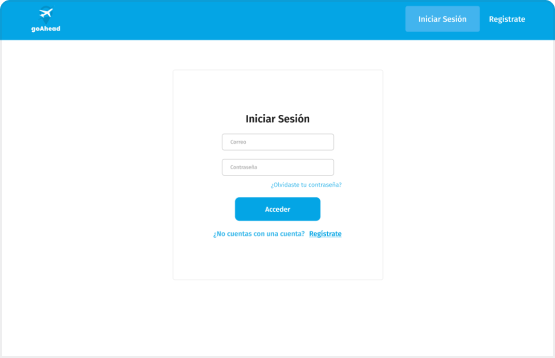 goAhead
Iniciar Sesión
Registrate
Iniciar Sesión
Correo
Contraseña
¿Olvidaste tu contraseña?
Acceder
¿No cuentas con una cuenta? Registrate